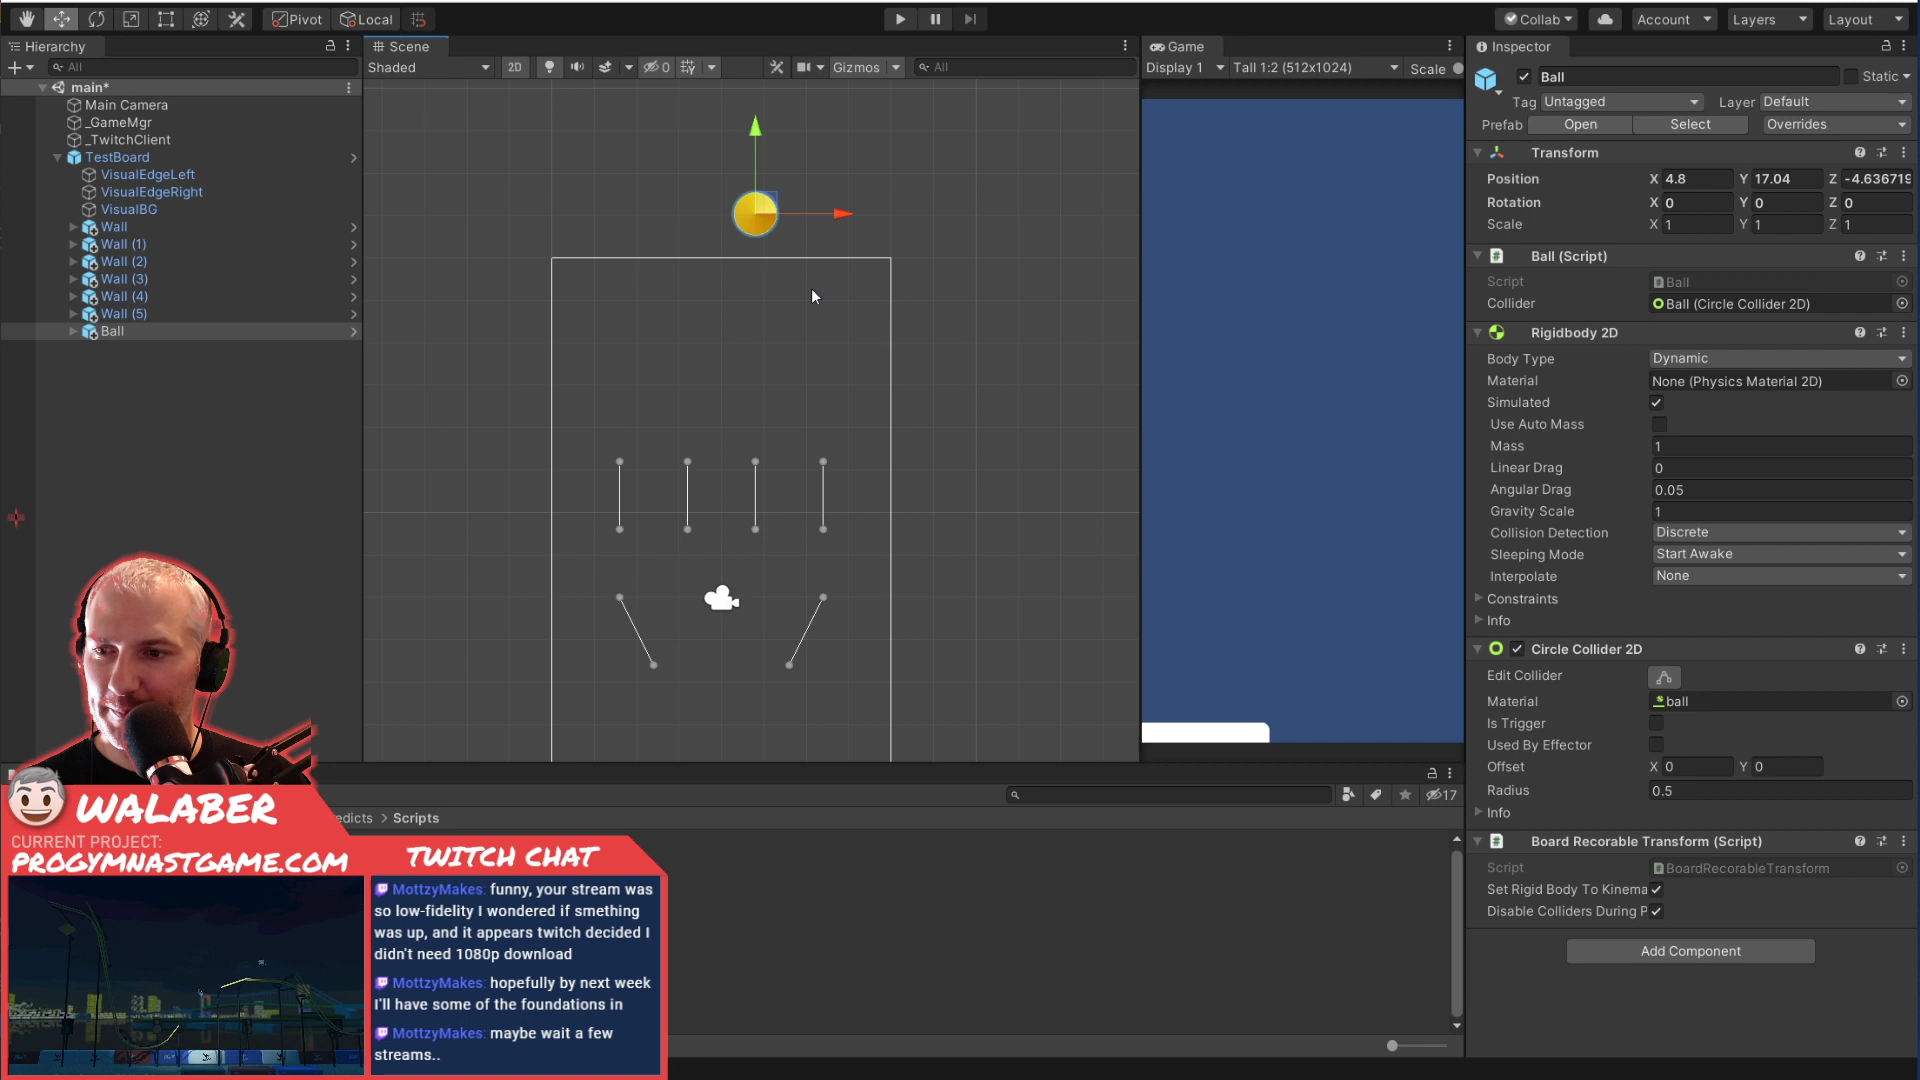 Pivot
Local
Collab
Account
Layers
Layout
Hierarchy
All
main*
Main Camera
_GameMgr
_TwitchClient
TestBoard
VisualEdgeLeft
VisualEdgeRight
VisualBG
Wall
Wall (1)
Wall (2)
Wall (3)
Wall (4)
Wall (5)
Ball
Scene
Shaded
2D
0
Gizmos
All
Game
Display 1
Tall 1:2 (512x1024)
Scale
Inspector
Ball
Static
Tag Untagged
Layer Default
Prefab Open Select Overrides
Transform
Position X 4.8 Y 17.04 Z -4.636719
Rotation X 0 Y 0 Z 0
Scale X 1 Y 1 Z 1
Ball (Script)
Script Ball
Collider Ball (Circle Collider 2D)
Rigidbody 2D
Body Type Dynamic
Material None (Physics Material 2D)
Simulated
Use Auto Mass
Mass 1
Linear Drag 0
Angular Drag 0.05
Gravity Scale 1
Collision Detection Discrete
Sleeping Mode Start Awake
Interpolate None
Constraints
Info
Circle Collider 2D
Edit Collider
Material ball
Is Trigger
Used By Effector
Offset X 0 Y 0
Radius 0.5
Info
Board Recorable Transform (Script)
Script BoardRecorableTransform
Set Rigid Body To Kinema
Disable Colliders During P
Add Component
17
edicts > Scripts
WALABER
CURRENT PROJECT:
PROGYMNASTGAME.COM
TWITCH CHAT
MottzyMakes: funny, your stream was
so low-fidelity I wondered if smething
was up, and it appears twitch decided I
didn't need 1080p download
MottzyMakes: hopefully by next week
I'll have some of the foundations in
MottzyMakes: maybe wait a few
streams..